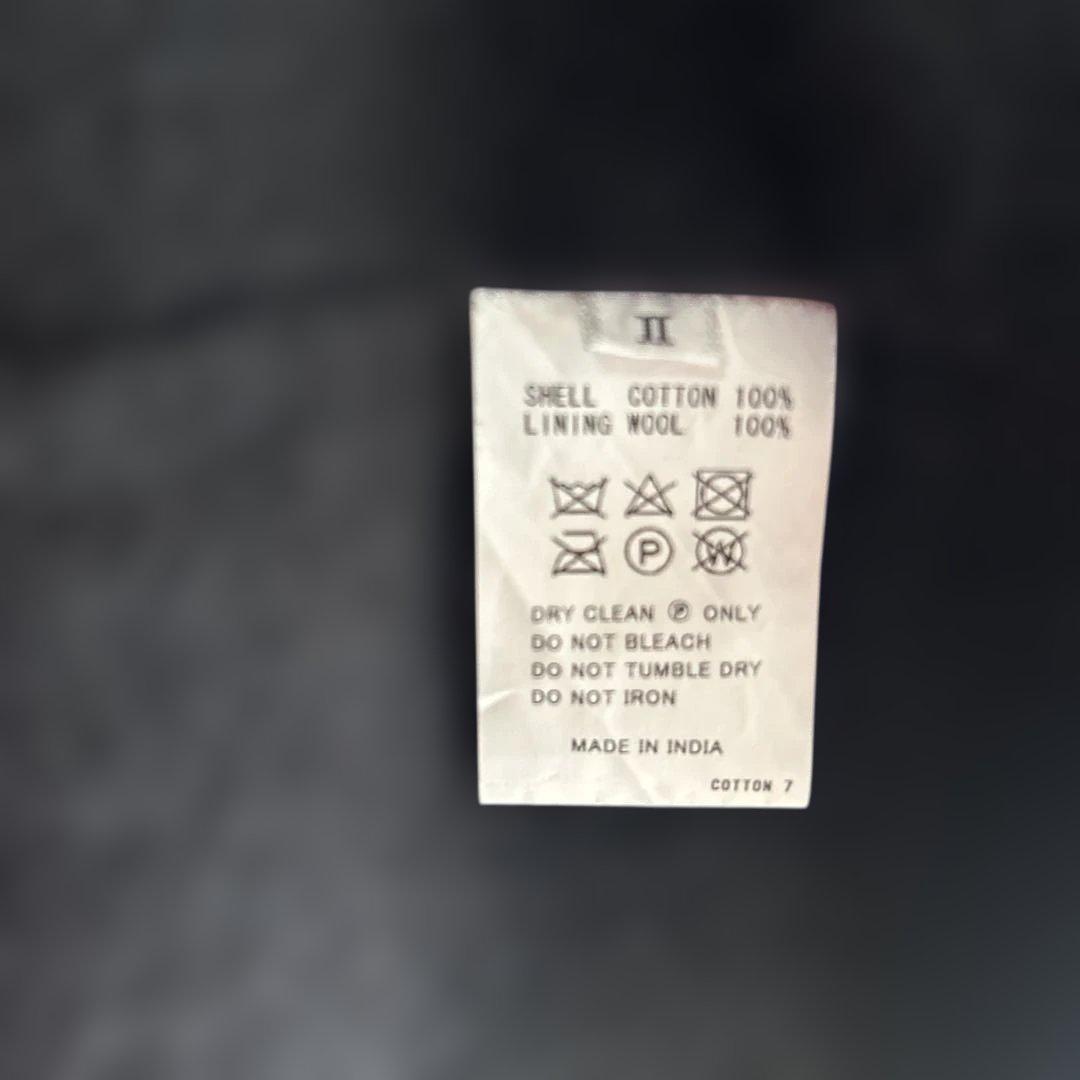 II
SHELL COTTON 100%
LINING WOOL 100%
P W
DRY CLEAN Ⓟ ONLY
DO NOT BLEACH
DO NOT TUMBLE DRY
DO NOT IRON
MADE IN INDIA
COTTON 7